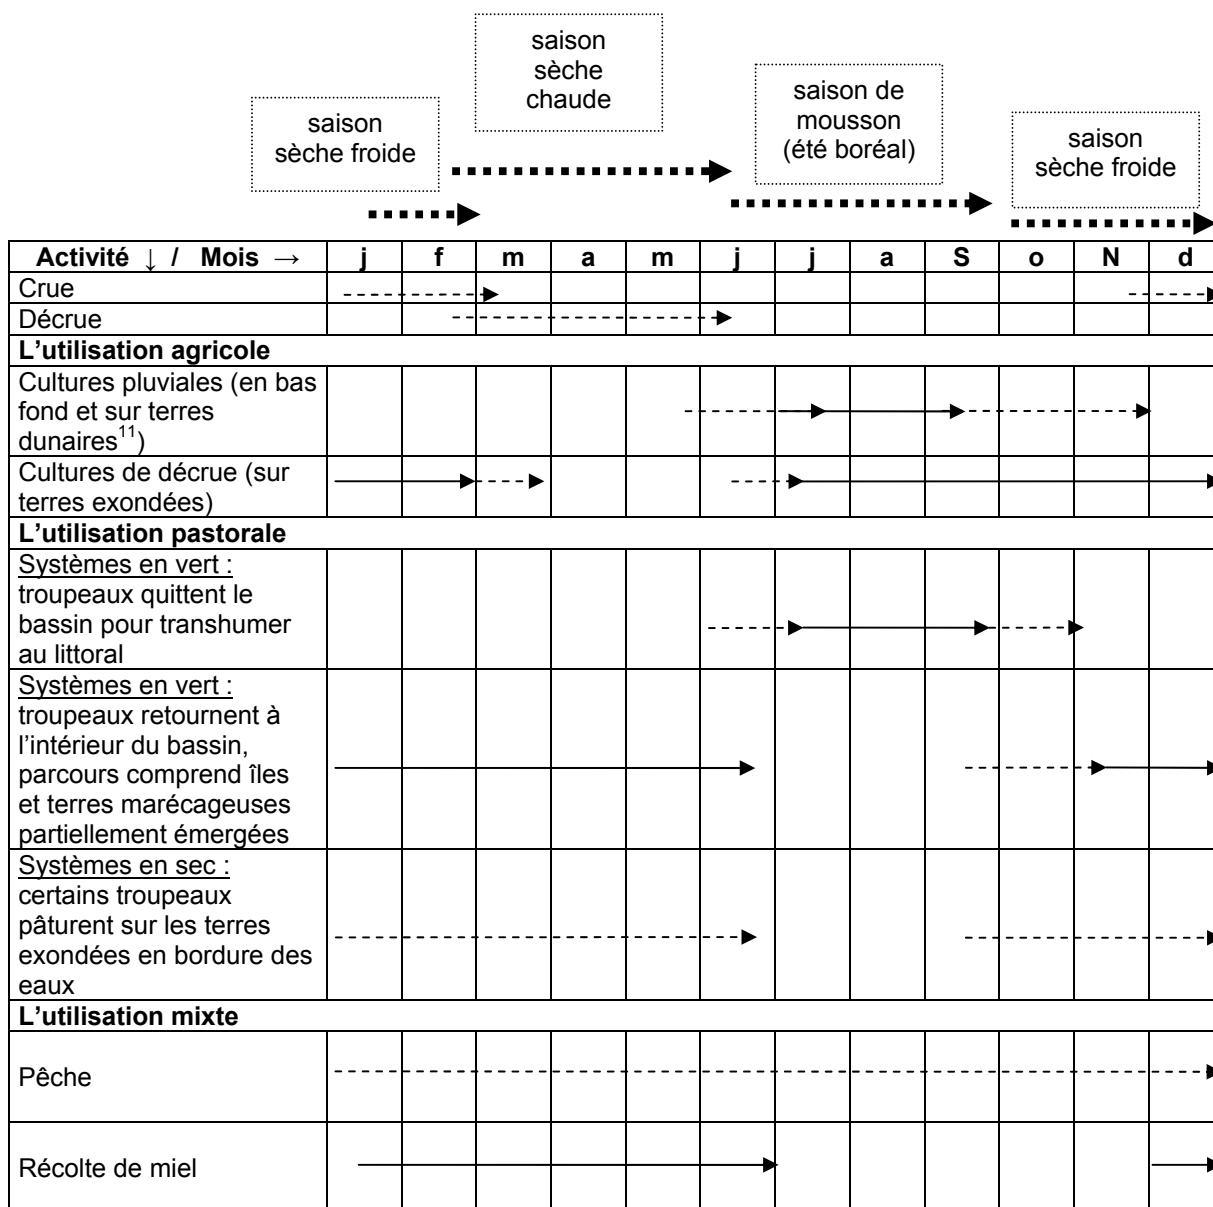 saison
sèche
chaude
saison de
mousson
(été boréal)
saison
sèche froide
saison
sèche froide
Activité ↓ / Mois → j f m a m j j a S o N d
Crue
Décrue
L’utilisation agricole
Cultures pluviales (en bas
fond et sur terres
dunaires11)
Cultures de décrue (sur
terres exondées)
L’utilisation pastorale
Systèmes en vert :
troupeaux quittent le
bassin pour transhumer
au littoral
Systèmes en vert :
troupeaux retournent à
l’intérieur du bassin,
parcours comprend îles
et terres marécageuses
partiellement émergées
Systèmes en sec :
certains troupeaux
pâturent sur les terres
exondées en bordure des
eaux
L’utilisation mixte
Pêche
Récolte de miel